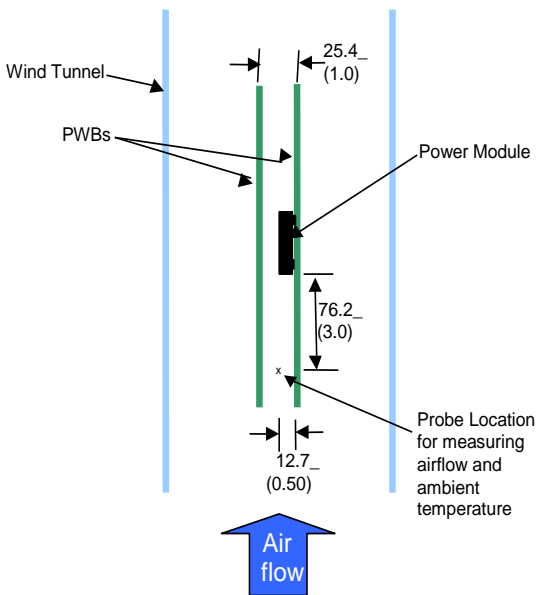 25.4_
(1.0)
Wind Tunnel
PWBs
Power Module
76.2_
(3.0)
x
Probe Location
for measuring
airflow and
ambient
temperature
12.7_
(0.50)
Air
flow